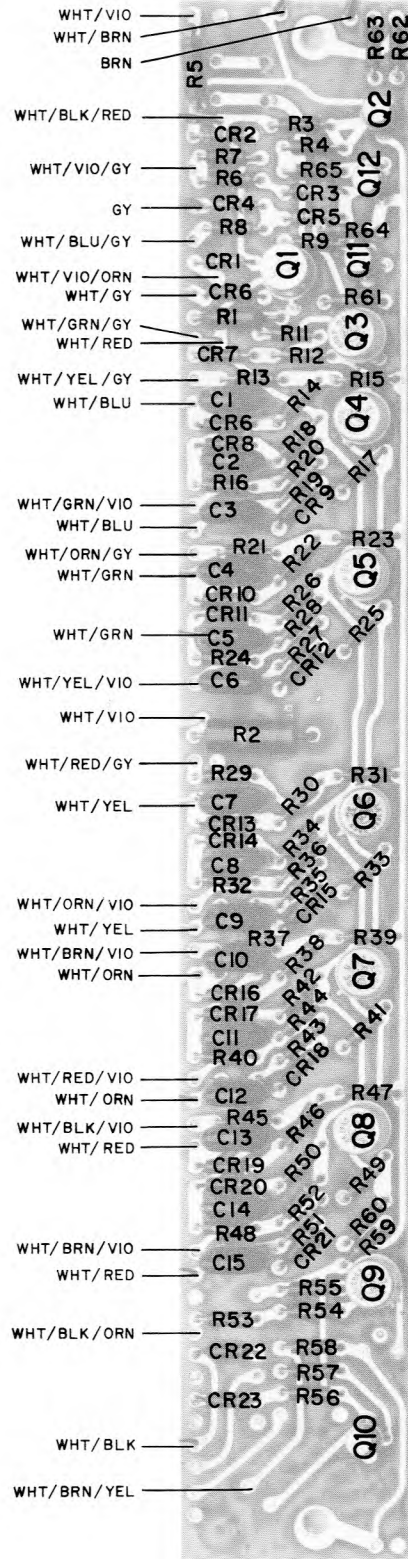 WHT/VIO
WHT/BRN
BRN
R5
R63
R62
WHT/BLK/RED
Q2
CR2
R3
R4
R7
R65
Q12
WHT/VIO/GY
R6
CR3
GY
CR4
CR5
R8
R9
R64
WHT/BLU/GY
CR1
Q1
Q11
WHT/VIO/ORN
WHT/GY
CR6
R61
R1
WHT/GRN/GY
R11
Q3
WHT/RED
CR7
R12
WHT/YEL/GY
R13
R14
R15
WHT/BLU
C1
Q4
CR6
R18
CR8
R20
R17
C2
R16
R19
CR9
WHT/GRN/VIO
C3
WHT/BLU
WHT/ORN/GY
R21
R22
R23
WHT/GRN
C4
Q5
CR10
R26
CR11
R28
R25
WHT/GRN
C5
R27
R24
CR12
WHT/YEL/VIO
C6
WHT/VIO
R2
WHT/RED/GY
R29
R30
R31
WHT/YEL
C7
Q6
CR13
R34
CR14
R36
R33
C8
R35
R32
CR15
WHT/ORN/VIO
C9
WHT/YEL
R37
R38
R39
WHT/BRN/VIO
C10
Q7
WHT/ORN
CR16
R42
CR17
R44
R41
C11
R43
R40
CR18
WHT/RED/VIO
WHT/ORN
C12
R47
WHT/BLK/VIO
R45
R46
Q8
WHT/RED
C13
CR19
R50
CR20
R49
C14
R52
R60
R48
R51
R59
WHT/BRN/VIO
CR21
C15
WHT/RED
Q9
R55
R54
R53
WHT/BLK/ORN
CR22
R58
R57
CR23
R56
WHT/BLK
Q10
WHT/BRN/YEL